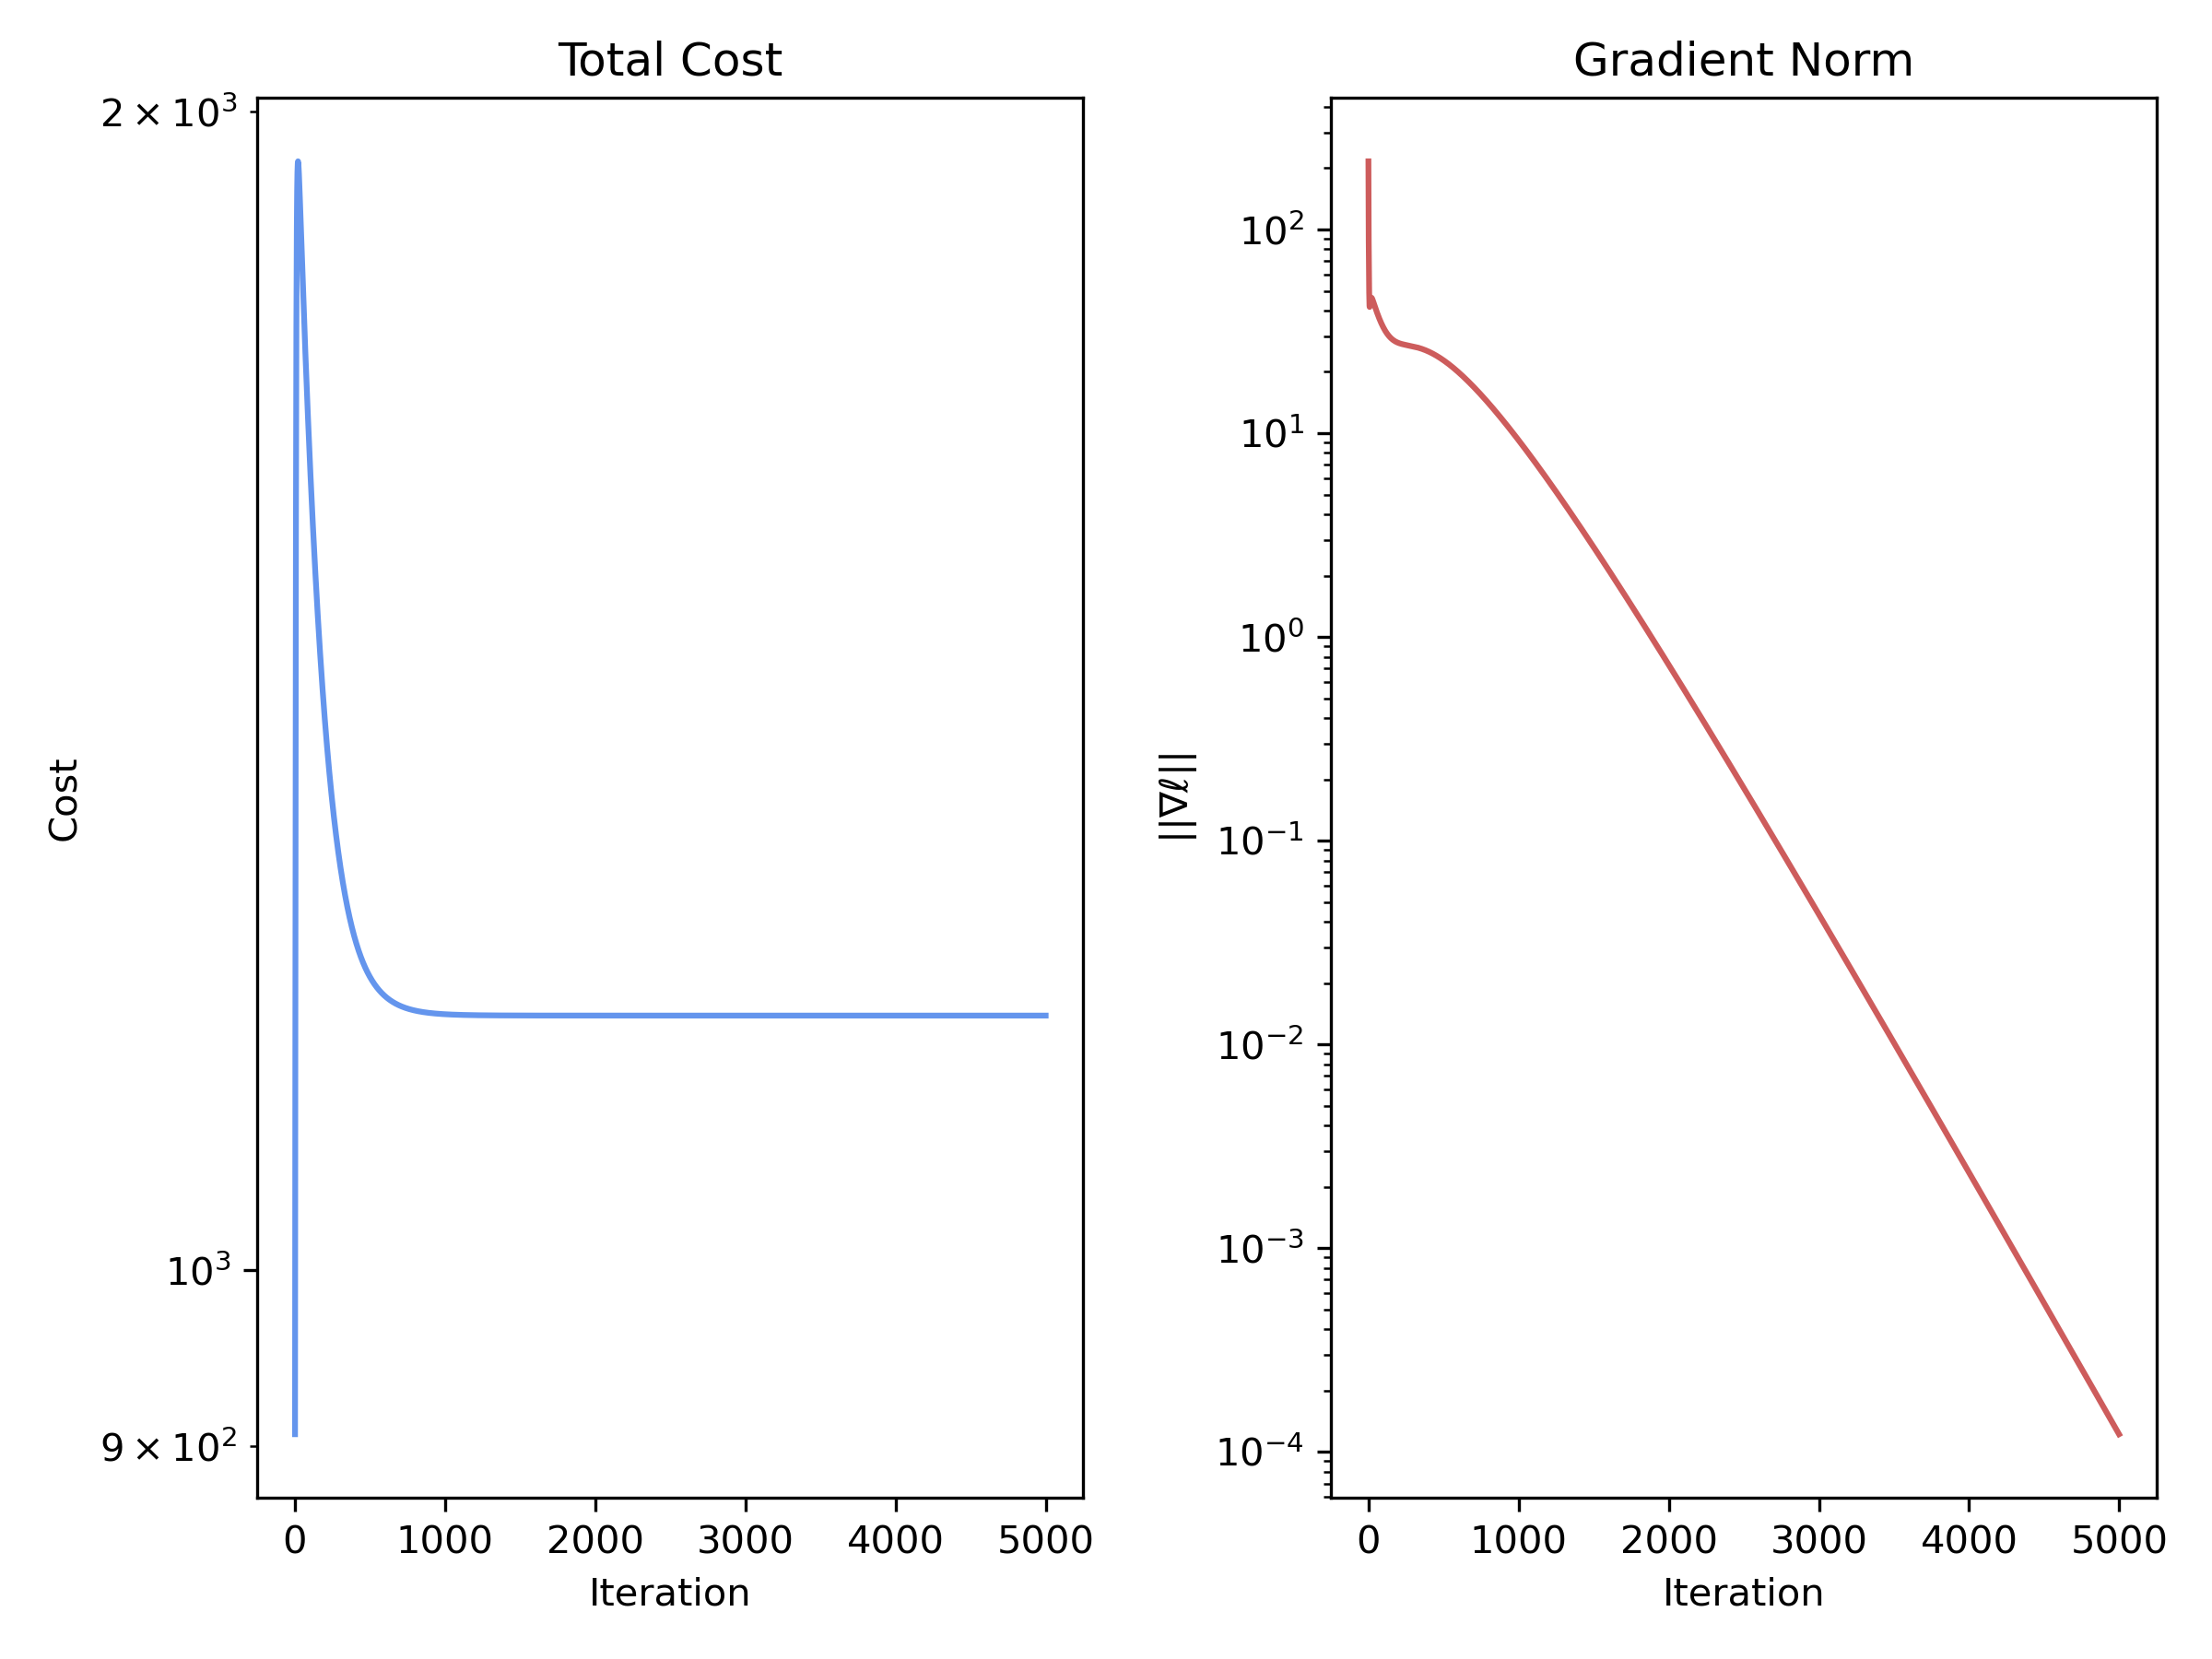 Total Cost
Cost
2 × 10³
10³
9 × 10²
0 1000 2000 3000 4000 5000
Iteration
Gradient Norm
||∇ℓ||
10²
10¹
10⁰
10⁻¹
10⁻²
10⁻³
10⁻⁴
0 1000 2000 3000 4000 5000
Iteration